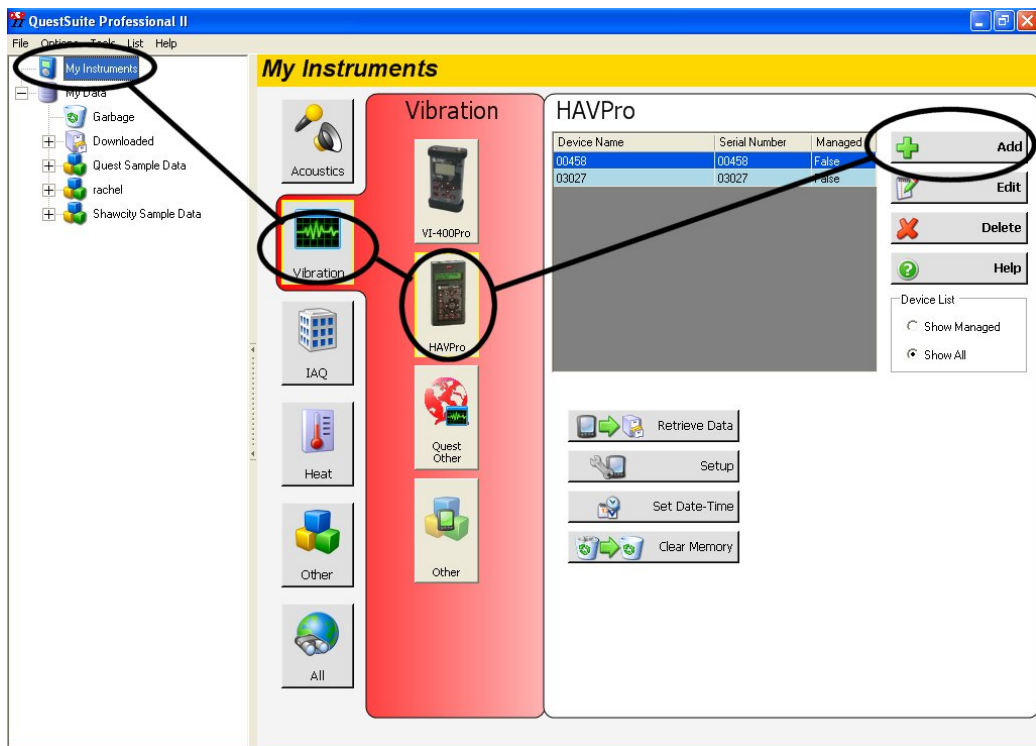 QuestSuite Professional II
File Options Tools List Help
My Instruments
My Data
Garbage
Downloaded
Quest Sample Data
rachel
Shawcity Sample Data
My Instruments
Acoustics
Vibration
IAQ
Heat
Other
All
Vibration
VI-400Pro
HAVPro
Quest
Other
Other
HAVPro
Device Name Serial Number Managed
00458 00458 False
03027 03027 False
Add
Edit
Delete
Help
Device List
Show Managed
Show All
Retrieve Data
Setup
Set Date-Time
Clear Memory